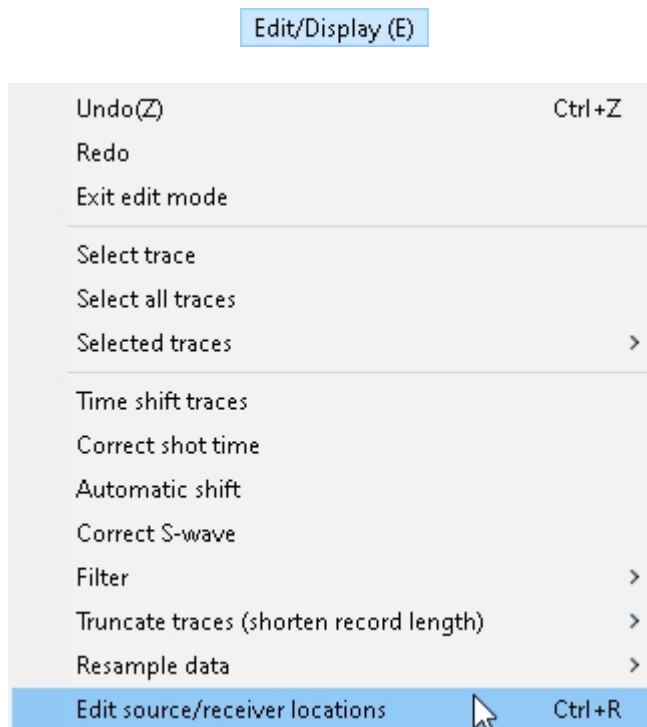 Edit/Display (E)
Undo(Z) Ctrl+Z
Redo
Exit edit mode
Select trace
Select all traces
Selected traces
Time shift traces
Correct shot time
Automatic shift
Correct S-wave
Filter
Truncate traces (shorten record length)
Resample data
Edit source/receiver locations Ctrl+R